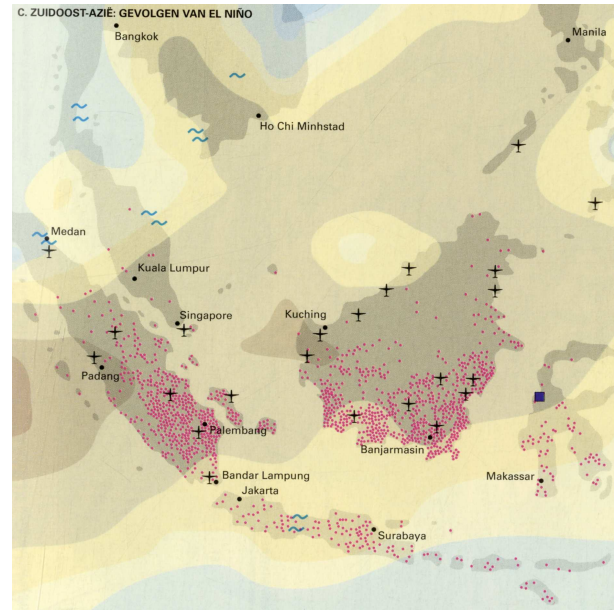 C. ZUIDOOST-AZIË: GEVOLGEN VAN EL NIÑO
Bangkok
Manila
Ho Chi Minhstad
Medan
Kuala Lumpur
Singapore
Kuching
Padang
Palembang
Banjarmasin
Bandar Lampung
Jakarta
Makassar
Surabaya